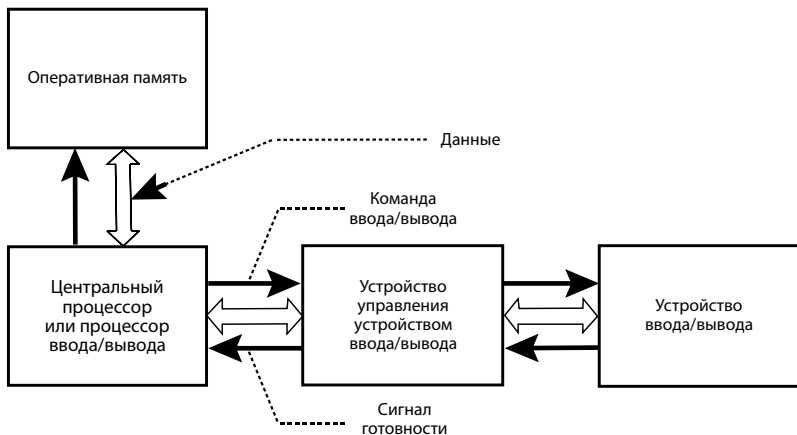 Оперативная память
Данные
Команда
ввода/вывода
Центральный
процессор
или процессор
ввода/вывода
Устройство
управления
устройством
ввода/вывода
Устройство
ввода/вывода
Сигнал
готовности